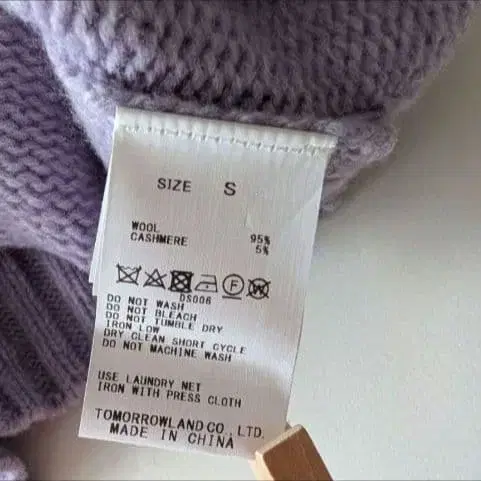 SIZE S
WOOL 95%
CASHMERE 5%
F W
DS006
DO NOT WASH
DO NOT BLEACH
DO NOT TUMBLE DRY
IRON LOW
DRY CLEAN SHORT CYCLE
DO NOT MACHINE WASH
USE LAUNDRY NET
IRON WITH PRESS CLOTH
TOMORROWLAND CO., LTD.
MADE IN CHINA